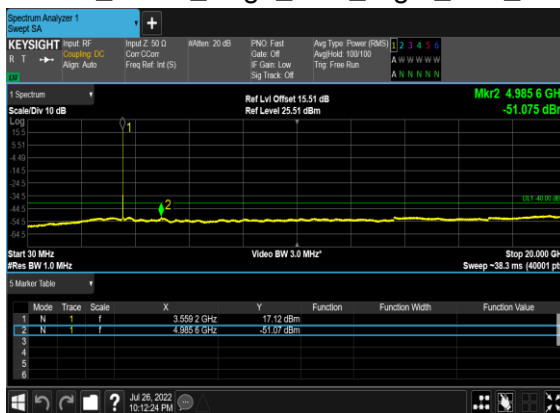 Spectrum Analyzer 1
Swept SA
KEYSIGHT
R T
Input: RF
Coupling: DC
Align: Auto
Input Z: 50 Ω
Corr CCorr
Freq Ref: Int (S)
#Atten: 20 dB
PNO: Fast
Gate: Off
IF Gain: Low
Sig Track: Off
Avg Type: Power (RMS)
Avg|Hold: 100/100
Trig: Free Run
1 2 3 4 5 6
A W W W W W
A N N N N N
1 Spectrum
Scale/Div 10 dB
Ref Lvl Offset 15.51 dB
Ref Level 25.51 dBm
Mkr2 4.985 6 GH
-51.075 dB
Log
15.5
5.51
-4.49
-14.5
-24.5
-34.5
-44.5
-54.5
-64.5
1
2
DL1 -40.00 dB
Start 30 MHz
#Res BW 1.0 MHz
Video BW 3.0 MHz*
Stop 20.000 GH
Sweep ~38.3 ms (40001 pt
5 Marker Table
Mode Trace Scale X Y Function Function Width Function Value
1 N 1 f 3.559 2 GHz 17.12 dBm
2 N 1 f 4.985 6 GHz -51.07 dBm
3
4
5
6
?
Jul 26, 2022
10:12:24 PM